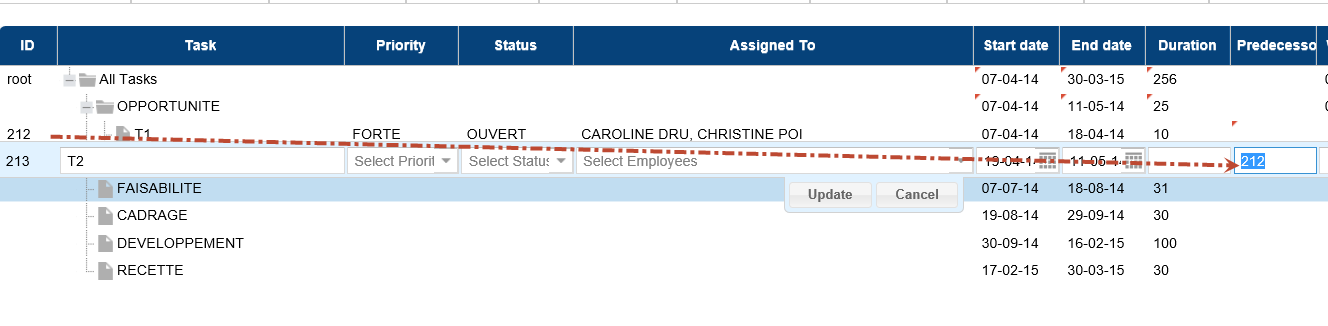 ID Task Priority Status Assigned To Start date End date Duration Predecesso
root All Tasks 07-04-14 30-03-15 256
OPPORTUNITE 07-04-14 11-05-14 25
212 T1 FORTE OUVERT CAROLINE DRU, CHRISTINE POI 07-04-14 18-04-14 10
213 T2 Select Priorit Select Status Select Employees 19-04-1 11-05-1 212
FAISABILITE 07-07-14 18-08-14 31
Update Cancel
CADRAGE 19-08-14 29-09-14 30
DEVELOPPEMENT 30-09-14 16-02-15 100
RECETTE 17-02-15 30-03-15 30